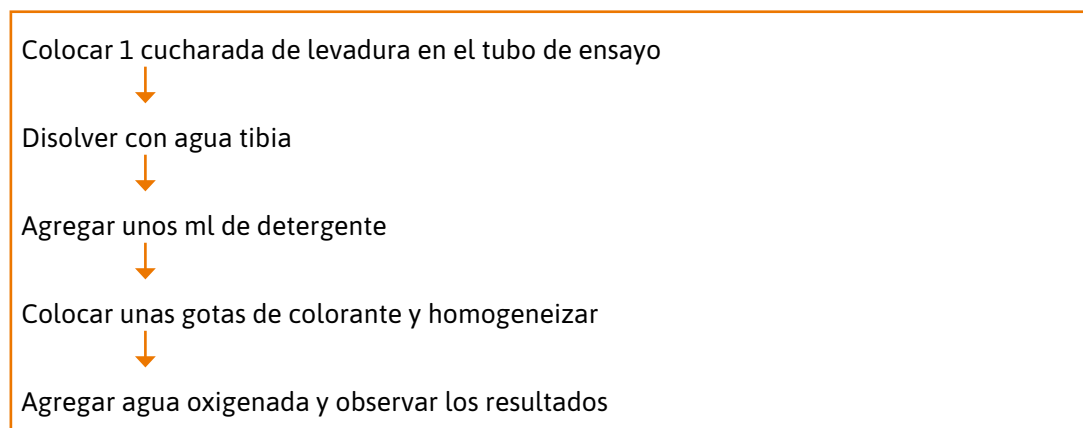 Colocar 1 cucharada de levadura en el tubo de ensayo
Disolver con agua tibia
Agregar unos ml de detergente
Colocar unas gotas de colorante y homogeneizar
Agregar agua oxigenada y observar los resultados